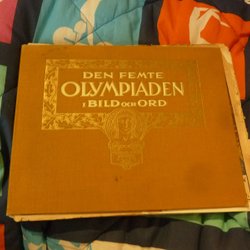 DEN FEMTE
OLYMPIADEN
I BILD OCH ORD